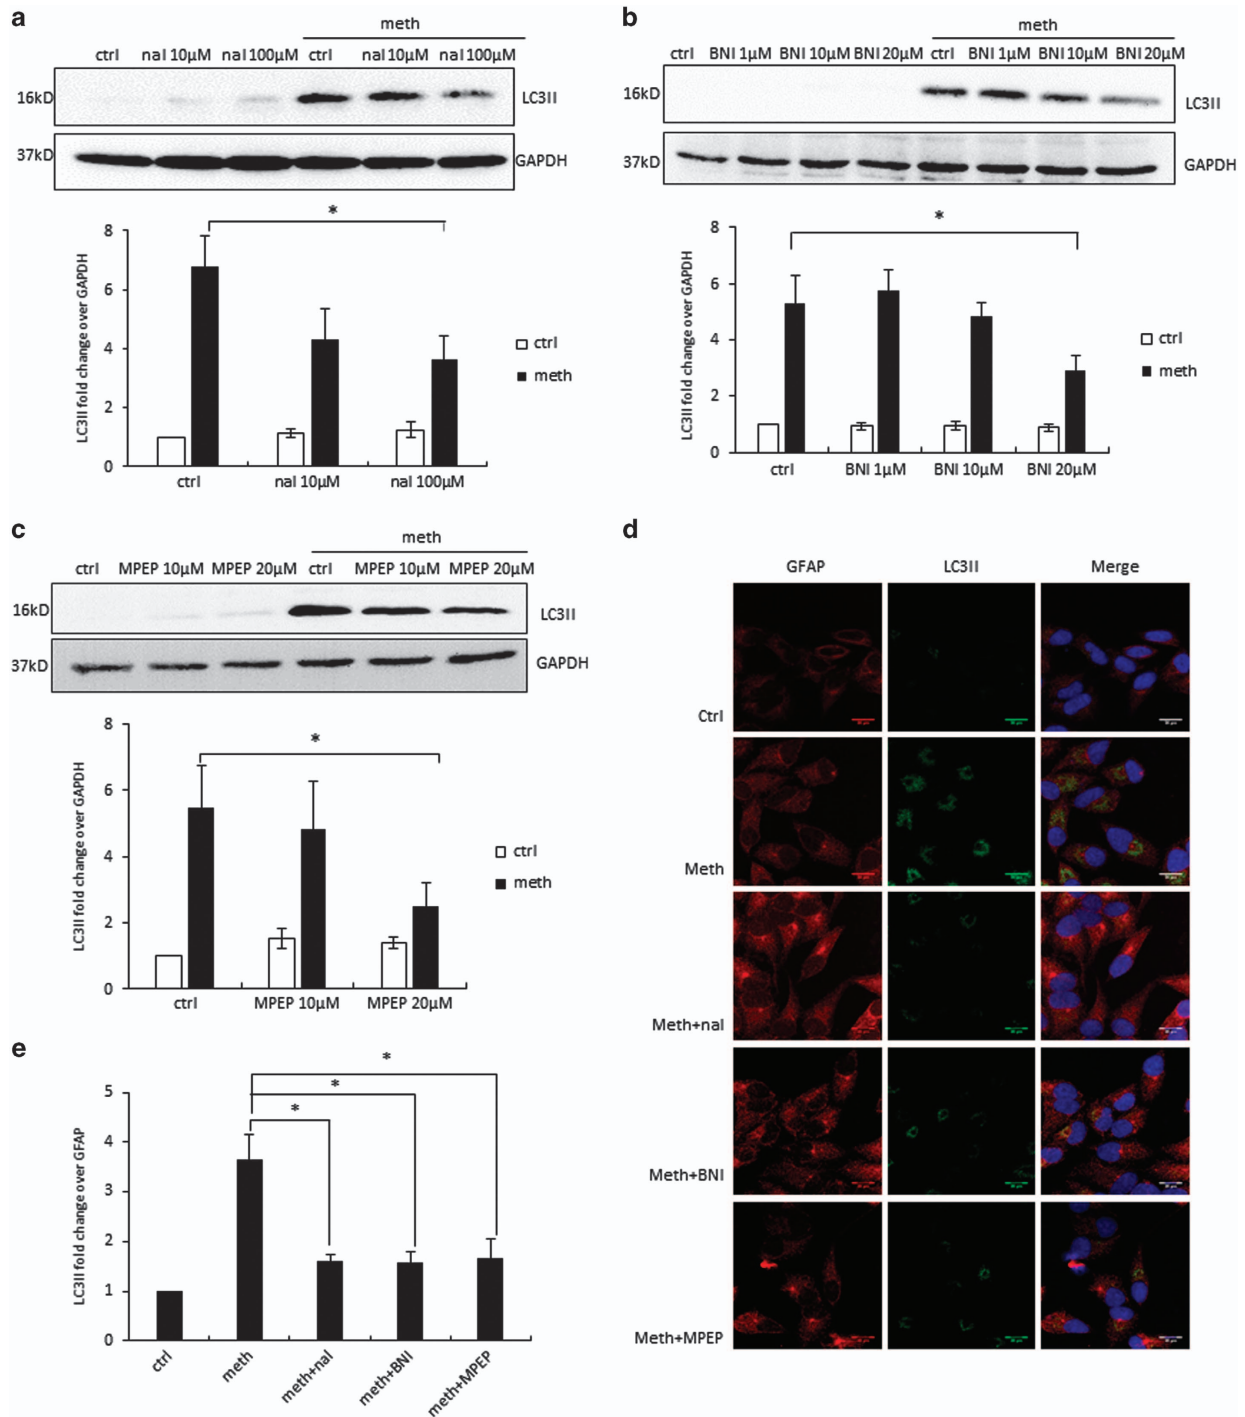 a
meth
ctrl nal 10μM nal 100μM ctrl nal 10μM nal 100μM
16kD LC3II
37kD GAPDH
*
LC3II fold change over GAPDH
8
6
4
2
0
ctrl nal 10μM nal 100μM
ctrl
meth
b
meth
ctrl BNI 1μM BNI 10μM BNI 20μM ctrl BNI 1μM BNI 10μM BNI 20μM
16kD LC3II
37kD GAPDH
*
LC3II fold change over GAPDH
8
6
4
2
0
ctrl BNI 1μM BNI 10μM BNI 20μM
ctrl
meth
c
meth
ctrl MPEP 10μM MPEP 20μM ctrl MPEP 10μM MPEP 20μM
16kD LC3II
37kD GAPDH
*
LC3II fold change over GAPDH
8
6
4
2
0
ctrl MPEP 10μM MPEP 20μM
ctrl
meth
d
GFAP LC3II Merge
Ctrl
Meth
Meth+nal
Meth+BNI
Meth+MPEP
e
*
*
*
LC3II fold change over GFAP
5
4
3
2
1
0
ctrl meth meth+nal meth+BNI meth+MPEP